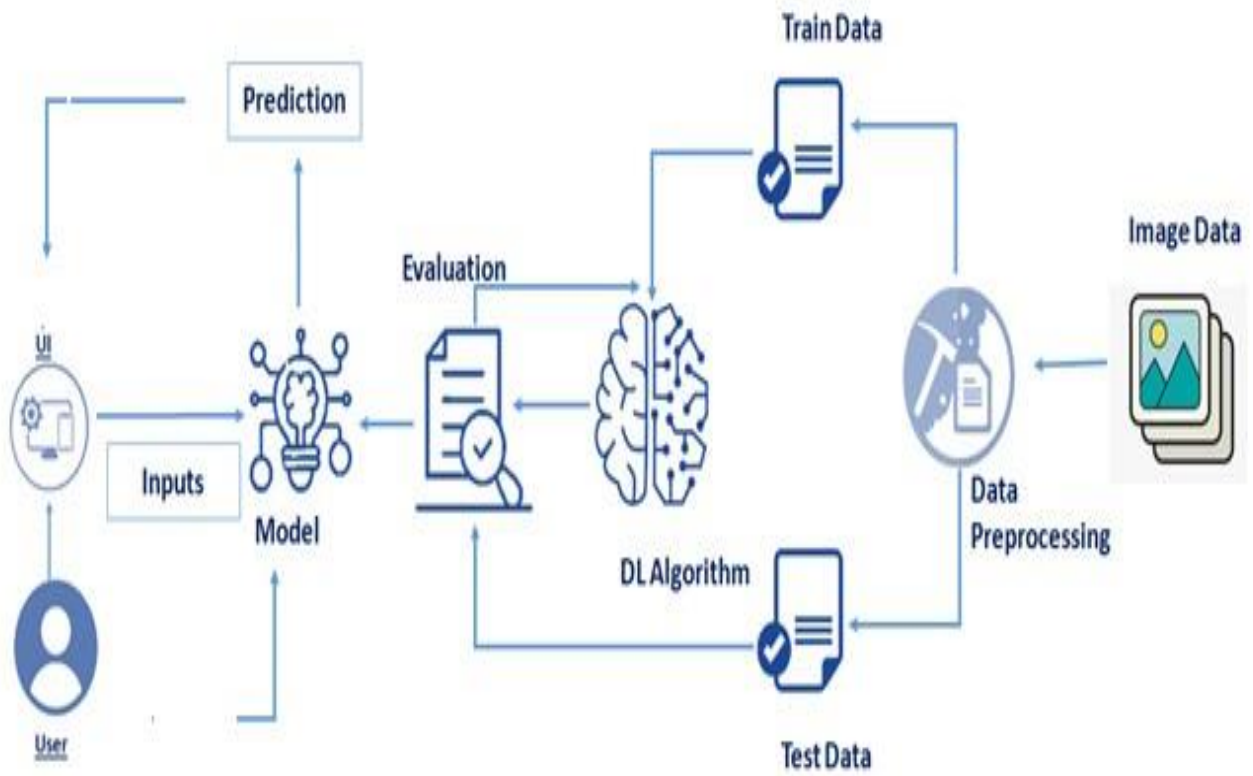 Train Data
Prediction
Image Data
Evaluation
UI
Inputs
Data
Preprocessing
Model
DL Algorithm
User
Test Data